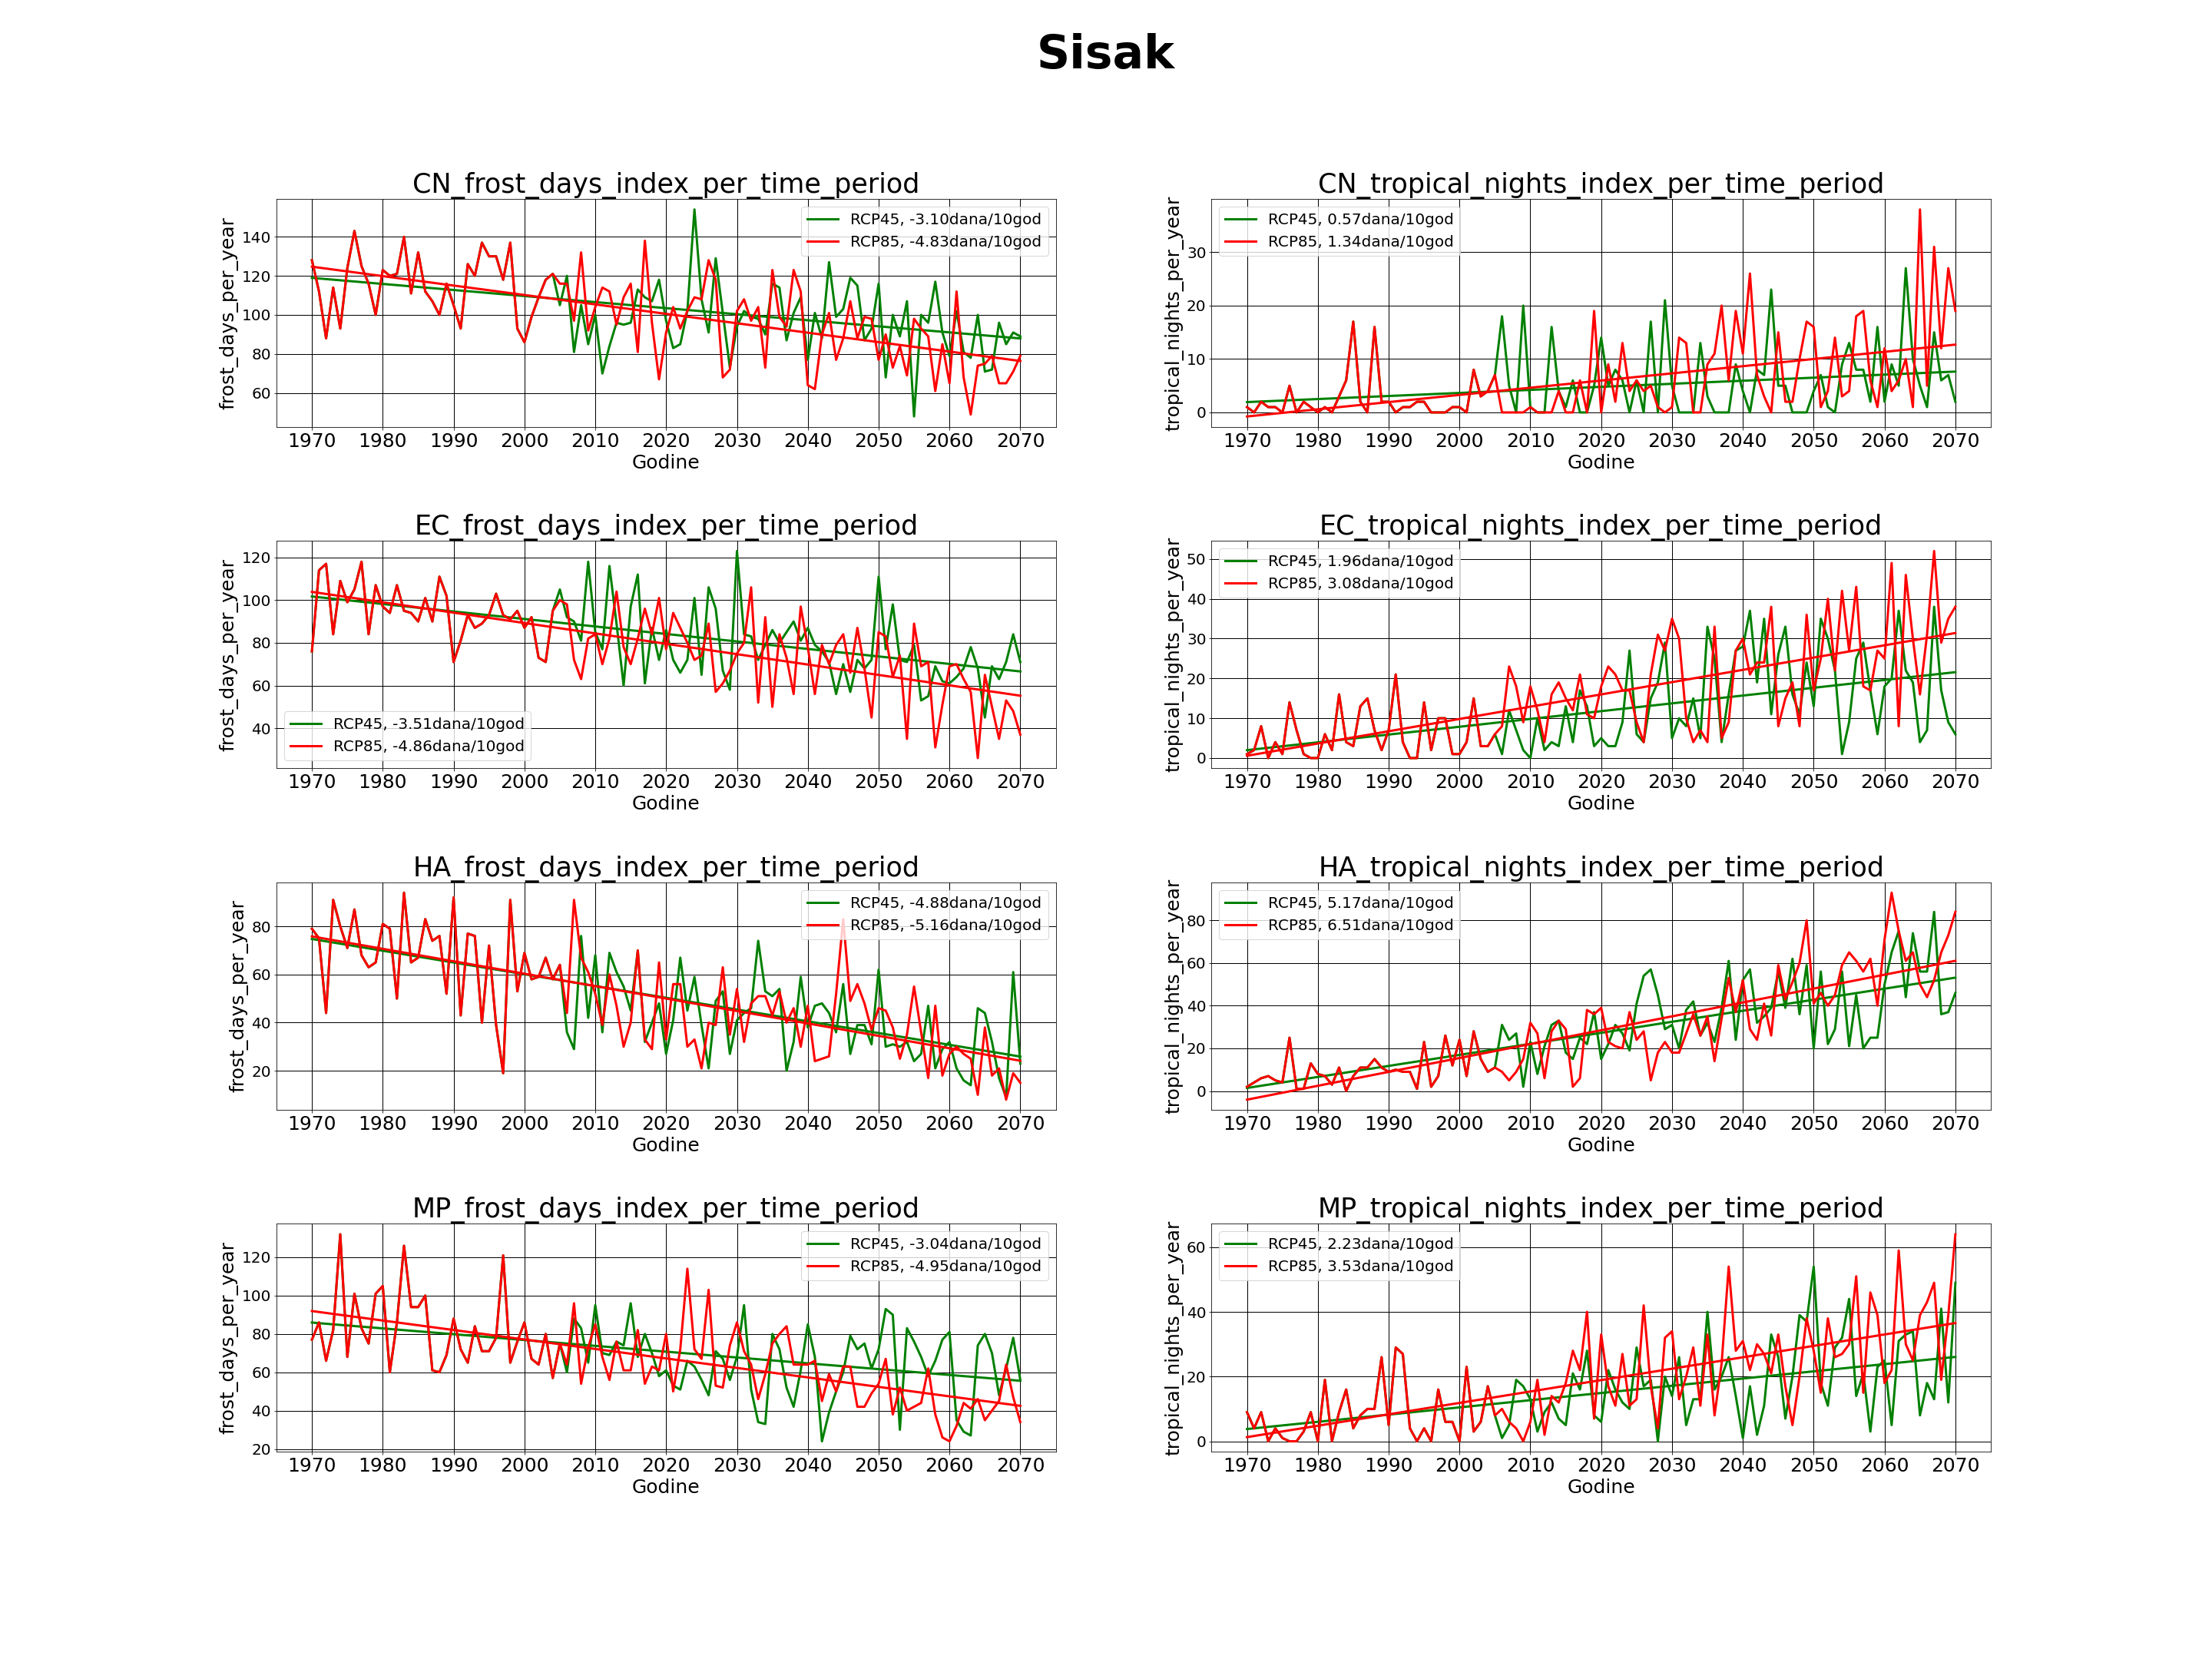 Sisak
CN_frost_days_index_per_time_period
frost_days_per_year
140
120
100
80
60
RCP45, -3.10dana/10god
RCP85, -4.83dana/10god
1970 1980 1990 2000 2010 2020 2030 2040 2050 2060 2070
Godine
CN_tropical_nights_index_per_time_period
tropical_nights_per_year
30
20
10
0
RCP45, 0.57dana/10god
RCP85, 1.34dana/10god
1970 1980 1990 2000 2010 2020 2030 2040 2050 2060 2070
Godine
EC_frost_days_index_per_time_period
frost_days_per_year
120
100
80
60
40
RCP45, -3.51dana/10god
RCP85, -4.86dana/10god
1970 1980 1990 2000 2010 2020 2030 2040 2050 2060 2070
Godine
EC_tropical_nights_index_per_time_period
tropical_nights_per_year
50
40
30
20
10
0
RCP45, 1.96dana/10god
RCP85, 3.08dana/10god
1970 1980 1990 2000 2010 2020 2030 2040 2050 2060 2070
Godine
HA_frost_days_index_per_time_period
frost_days_per_year
80
60
40
20
RCP45, -4.88dana/10god
RCP85, -5.16dana/10god
1970 1980 1990 2000 2010 2020 2030 2040 2050 2060 2070
Godine
HA_tropical_nights_index_per_time_period
tropical_nights_per_year
80
60
40
20
0
RCP45, 5.17dana/10god
RCP85, 6.51dana/10god
1970 1980 1990 2000 2010 2020 2030 2040 2050 2060 2070
Godine
MP_frost_days_index_per_time_period
frost_days_per_year
120
100
80
60
40
20
RCP45, -3.04dana/10god
RCP85, -4.95dana/10god
1970 1980 1990 2000 2010 2020 2030 2040 2050 2060 2070
Godine
MP_tropical_nights_index_per_time_period
tropical_nights_per_year
60
40
20
0
RCP45, 2.23dana/10god
RCP85, 3.53dana/10god
1970 1980 1990 2000 2010 2020 2030 2040 2050 2060 2070
Godine